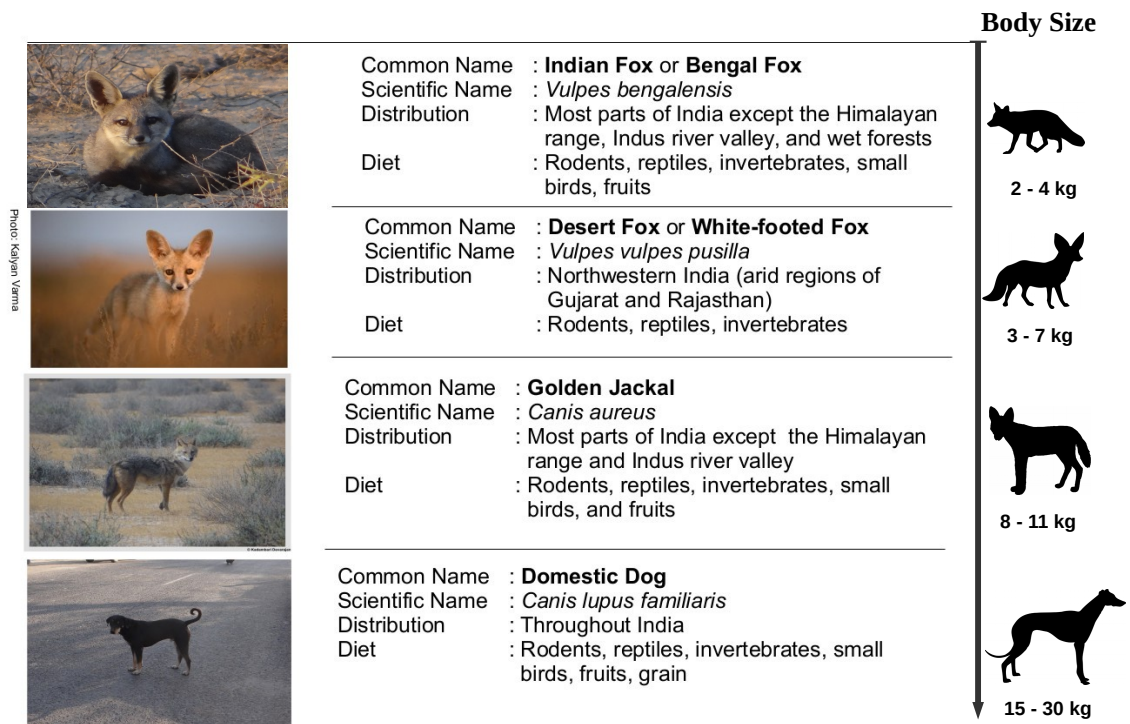 Body Size
Common Name : Indian Fox or Bengal Fox
Scientific Name : Vulpes bengalensis
Distribution : Most parts of India except the Himalayan
range, Indus river valley, and wet forests
Diet : Rodents, reptiles, invertebrates, small
birds, fruits
2 - 4 kg
Photo: Kalyan Varma
Common Name : Desert Fox or White-footed Fox
Scientific Name : Vulpes vulpes pusilla
Distribution : Northwestern India (arid regions of
Gujarat and Rajasthan)
Diet : Rodents, reptiles, invertebrates
3 - 7 kg
Common Name : Golden Jackal
Scientific Name : Canis aureus
Distribution : Most parts of India except the Himalayan
range and Indus river valley
Diet : Rodents, reptiles, invertebrates, small
birds, and fruits
8 - 11 kg
Common Name : Domestic Dog
Scientific Name : Canis lupus familiaris
Distribution : Throughout India
Diet : Rodents, reptiles, invertebrates, small
birds, fruits, grain
15 - 30 kg